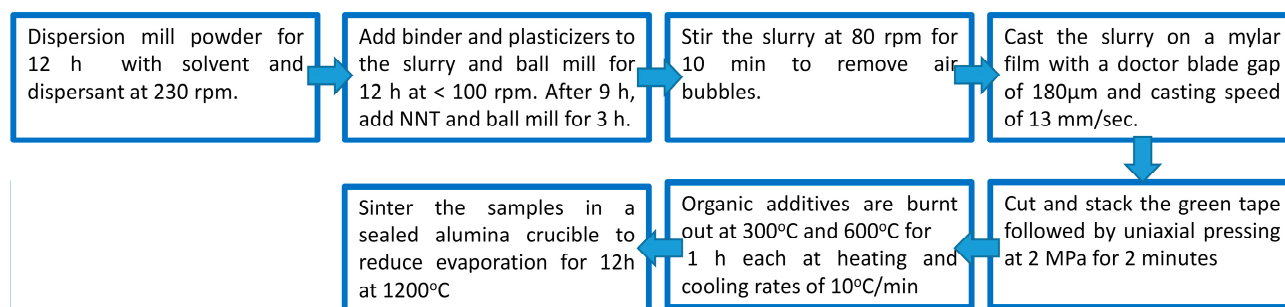 Dispersion mill powder for
12 h with solvent and
dispersant at 230 rpm.
Add binder and plasticizers to
the slurry and ball mill for
12 h at < 100 rpm. After 9 h,
add NNT and ball mill for 3 h.
Stir the slurry at 80 rpm for
10 min to remove air
bubbles.
Cast the slurry on a mylar
film with a doctor blade gap
of 180µm and casting speed
of 13 mm/sec.
Cut and stack the green tape
followed by uniaxial pressing
at 2 MPa for 2 minutes
Organic additives are burnt
out at 300°C and 600°C for
1 h each at heating and
cooling rates of 10°C/min
Sinter the samples in a
sealed alumina crucible to
reduce evaporation for 12h
at 1200°C